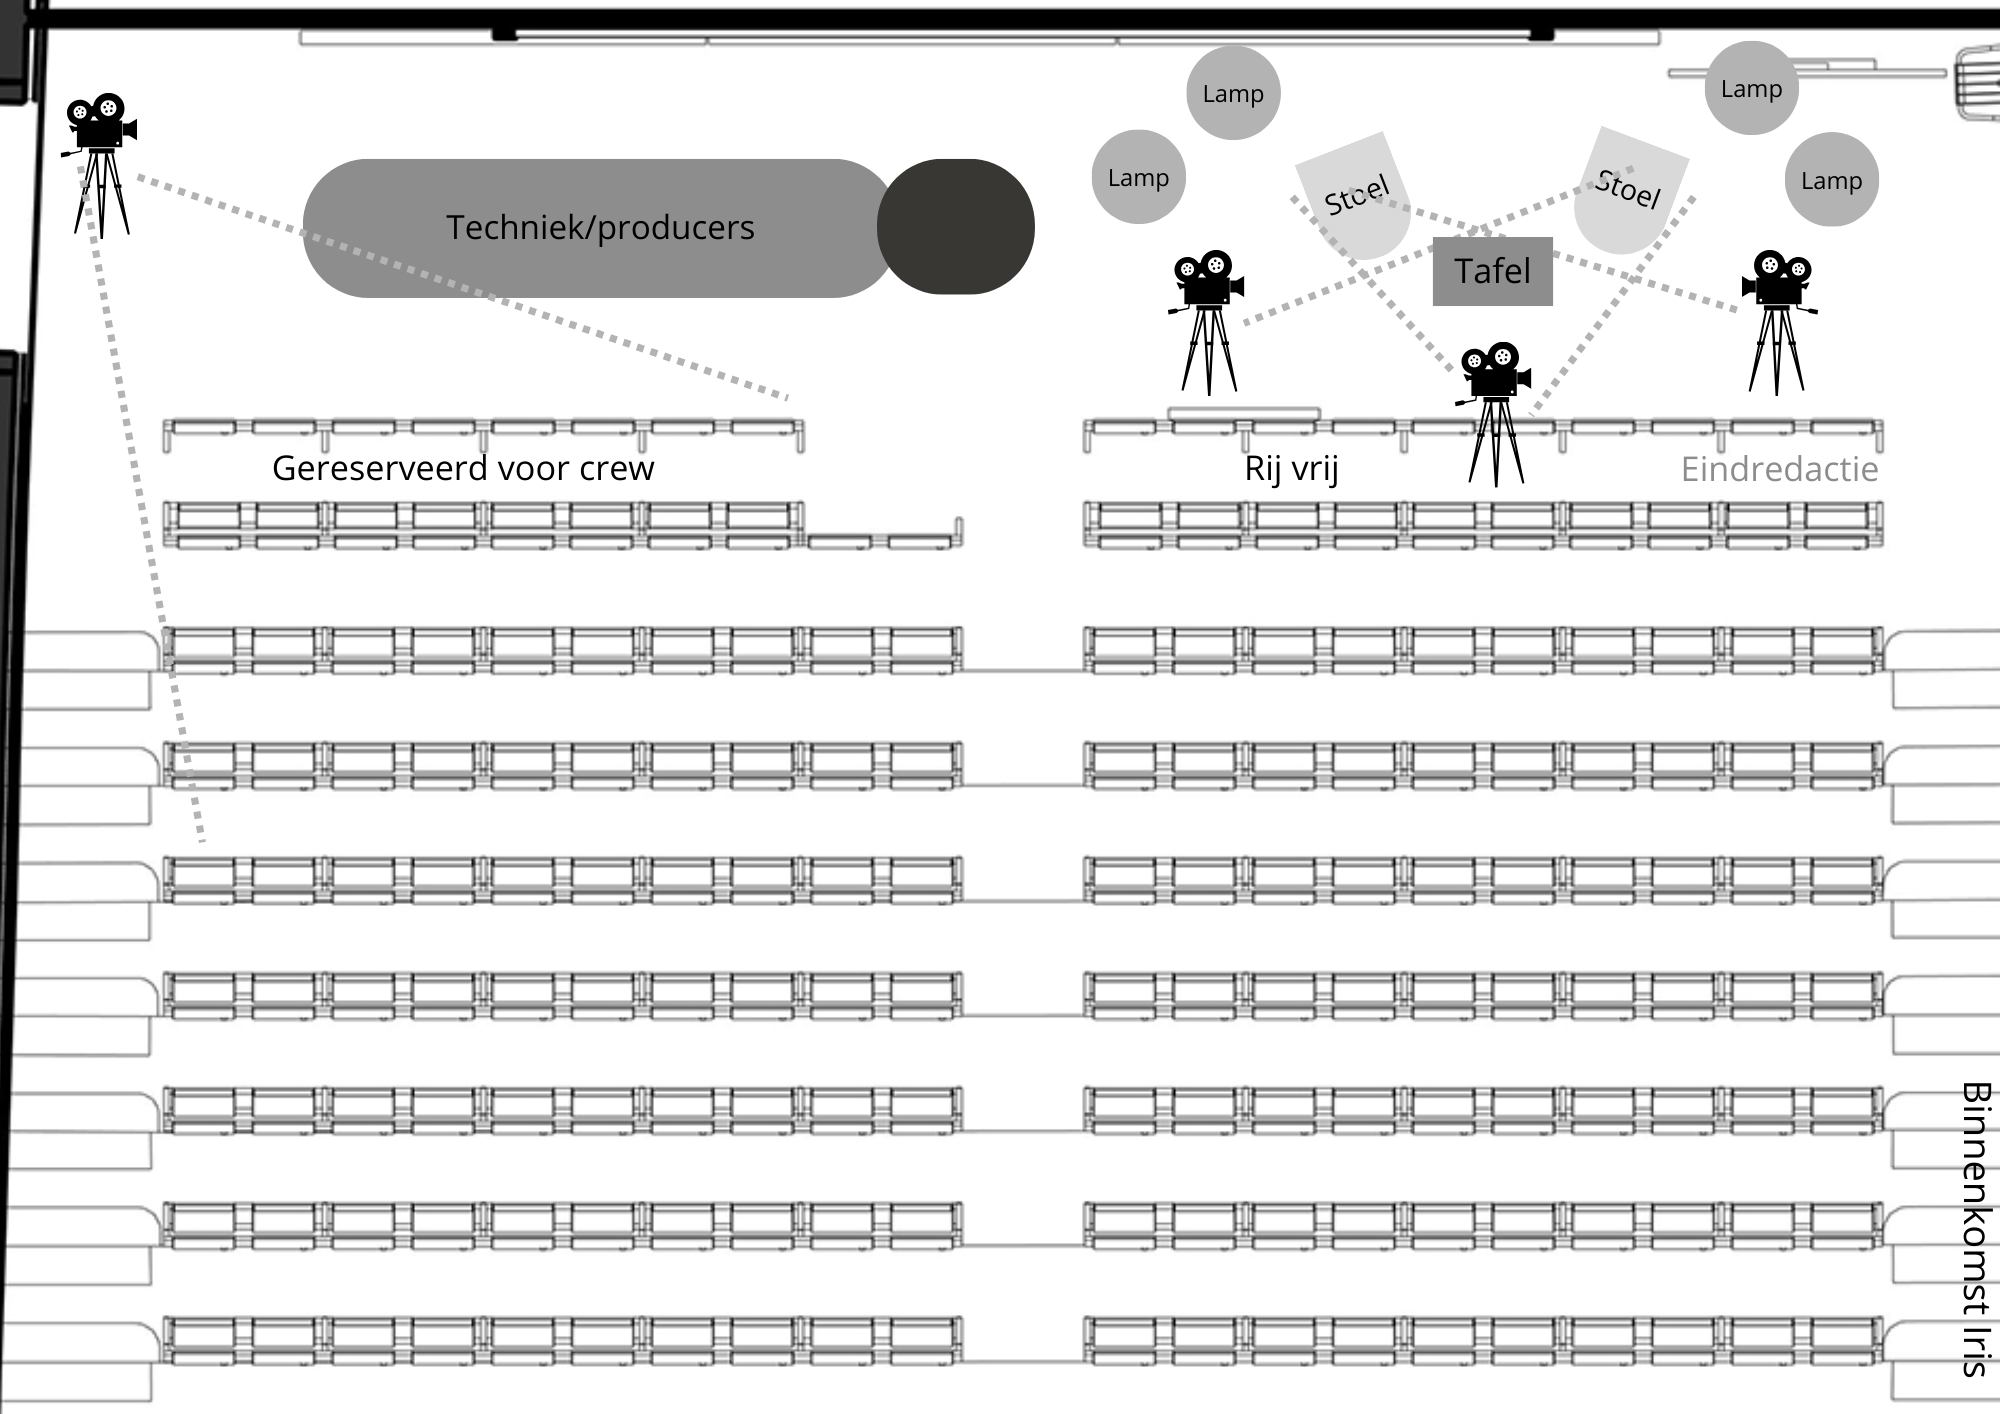 Lamp
Lamp
Lamp
Lamp
Techniek/producers
Stoel
Stoel
Tafel
Gereserveerd voor crew
Rij vrij
Eindredactie
Binnenkomst Iris